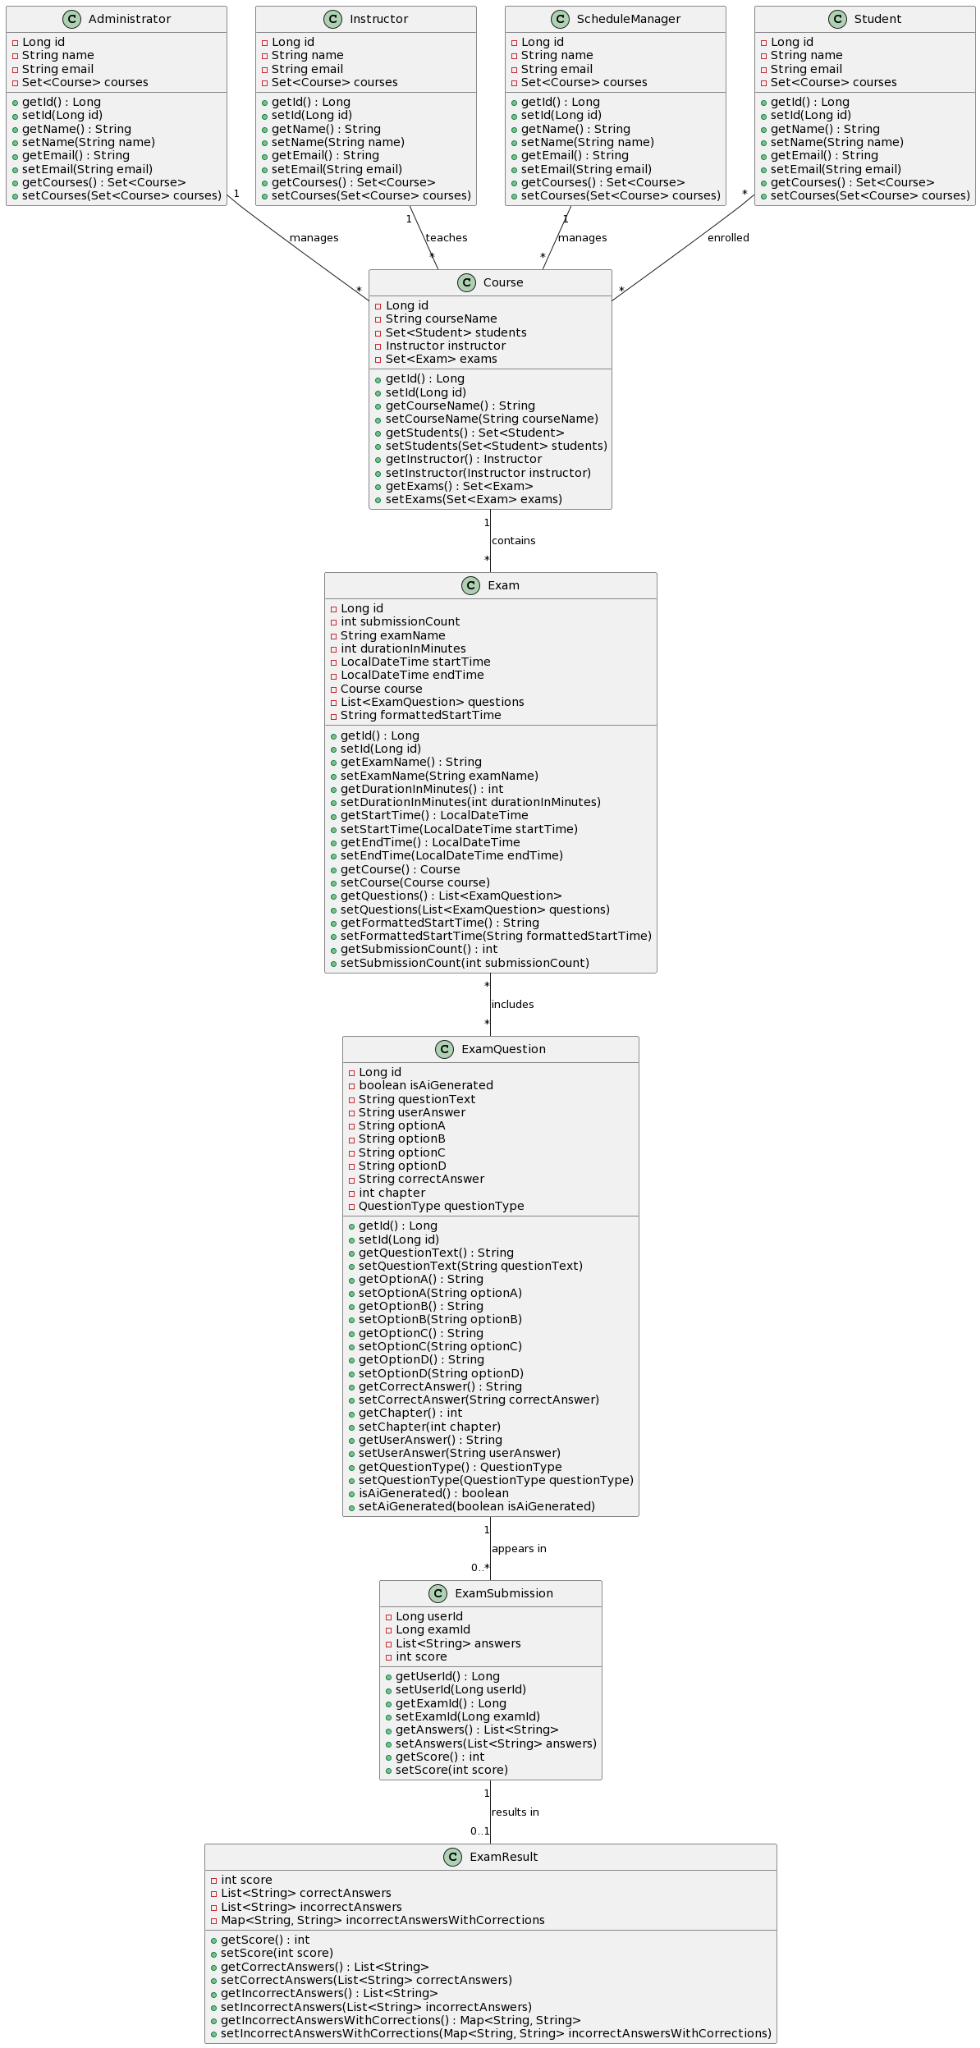 C Administrator
Long id
String name
String email
Set<Course> courses
getId() : Long
setId(Long id)
getName() : String
setName(String name)
getEmail() : String
setEmail(String email)
getCourses() : Set<Course>
setCourses(Set<Course> courses)
C Instructor
Long id
String name
String email
Set<Course> courses
getId() : Long
setId(Long id)
getName() : String
setName(String name)
getEmail() : String
setEmail(String email)
getCourses() : Set<Course>
setCourses(Set<Course> courses)
C ScheduleManager
Long id
String name
String email
Set<Course> courses
getId() : Long
setId(Long id)
getName() : String
setName(String name)
getEmail() : String
setEmail(String email)
getCourses() : Set<Course>
setCourses(Set<Course> courses)
C Student
Long id
String name
String email
Set<Course> courses
getId() : Long
setId(Long id)
getName() : String
setName(String name)
getEmail() : String
setEmail(String email)
getCourses() : Set<Course>
setCourses(Set<Course> courses)
1
manages
*
1
teaches
*
1
manages
*
*
enrolled
*
C Course
Long id
String courseName
Set<Student> students
Instructor instructor
Set<Exam> exams
getId() : Long
setId(Long id)
getCourseName() : String
setCourseName(String courseName)
getStudents() : Set<Student>
setStudents(Set<Student> students)
getInstructor() : Instructor
setInstructor(Instructor instructor)
getExams() : Set<Exam>
setExams(Set<Exam> exams)
1
contains
*
C Exam
Long id
int submissionCount
String examName
int durationInMinutes
LocalDateTime startTime
LocalDateTime endTime
Course course
List<ExamQuestion> questions
String formattedStartTime
getId() : Long
setId(Long id)
getExamName() : String
setExamName(String examName)
getDurationInMinutes() : int
setDurationInMinutes(int durationInMinutes)
getStartTime() : LocalDateTime
setStartTime(LocalDateTime startTime)
getEndTime() : LocalDateTime
setEndTime(LocalDateTime endTime)
getCourse() : Course
setCourse(Course course)
getQuestions() : List<ExamQuestion>
setQuestions(List<ExamQuestion> questions)
getFormattedStartTime() : String
setFormattedStartTime(String formattedStartTime)
getSubmissionCount() : int
setSubmissionCount(int submissionCount)
*
includes
*
C ExamQuestion
Long id
boolean isAiGenerated
String questionText
String userAnswer
String optionA
String optionB
String optionC
String optionD
String correctAnswer
int chapter
QuestionType questionType
getId() : Long
setId(Long id)
getQuestionText() : String
setQuestionText(String questionText)
getOptionA() : String
setOptionA(String optionA)
getOptionB() : String
setOptionB(String optionB)
getOptionC() : String
setOptionC(String optionC)
getOptionD() : String
setOptionD(String optionD)
getCorrectAnswer() : String
setCorrectAnswer(String correctAnswer)
getChapter() : int
setChapter(int chapter)
getUserAnswer() : String
setUserAnswer(String userAnswer)
getQuestionType() : QuestionType
setQuestionType(QuestionType questionType)
isAiGenerated() : boolean
setAiGenerated(boolean isAiGenerated)
1
appears in
0..*
C ExamSubmission
Long userId
Long examId
List<String> answers
int score
getUserId() : Long
setUserId(Long userId)
getExamId() : Long
setExamId(Long examId)
getAnswers() : List<String>
setAnswers(List<String> answers)
getScore() : int
setScore(int score)
1
results in
0..1
C ExamResult
int score
List<String> correctAnswers
List<String> incorrectAnswers
Map<String, String> incorrectAnswersWithCorrections
getScore() : int
setScore(int score)
getCorrectAnswers() : List<String>
setCorrectAnswers(List<String> correctAnswers)
getIncorrectAnswers() : List<String>
setIncorrectAnswers(List<String> incorrectAnswers)
getIncorrectAnswersWithCorrections() : Map<String, String>
setIncorrectAnswersWithCorrections(Map<String, String> incorrectAnswersWithCorrections)